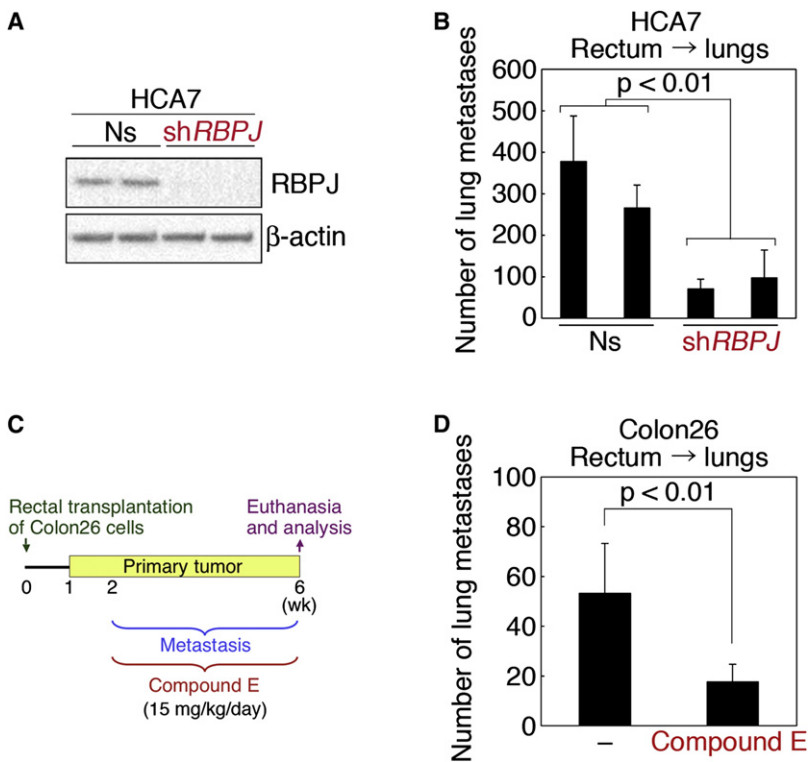 A
HCA7
Ns shRBPJ
RBPJ
β-actin
B
HCA7
Rectum → lungs
Number of lung metastases
600
500
400
300
200
100
0
p < 0.01
Ns
shRBPJ
C
Rectal transplantation
of Colon26 cells
Euthanasia
and analysis
Primary tumor
0 1 2 6
(wk)
Metastasis
Compound E
(15 mg/kg/day)
D
Colon26
Rectum → lungs
Number of lung metastases
100
80
60
40
20
0
p < 0.01
–
Compound E